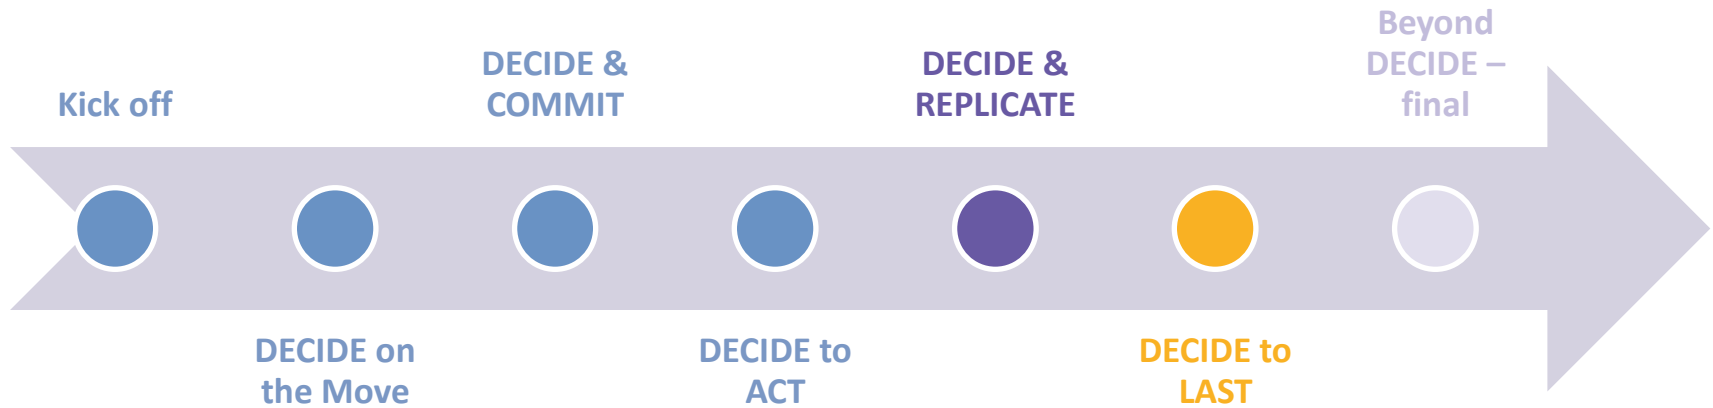 Kick off
DECIDE on
the Move
DECIDE &
COMMIT
DECIDE to
ACT
DECIDE &
REPLICATE
DECIDE to
LAST
Beyond
DECIDE –
final